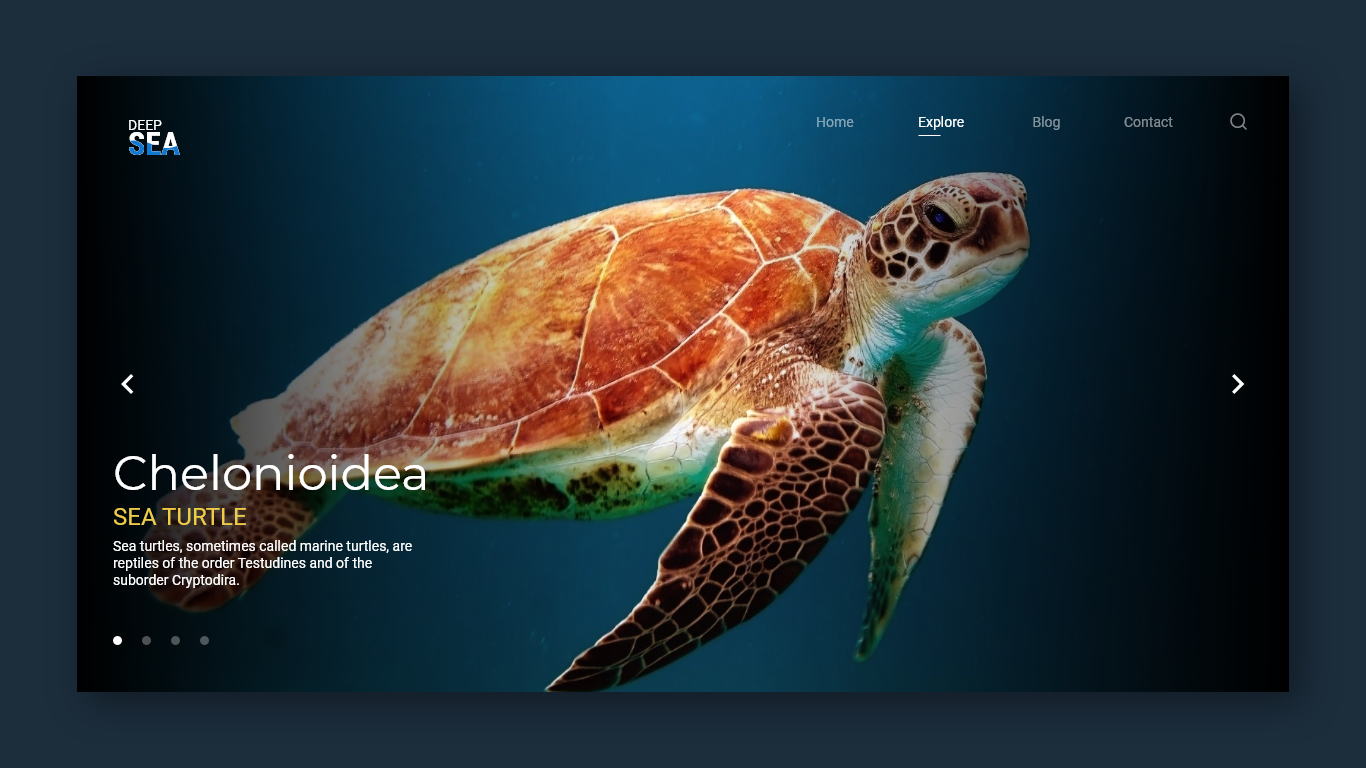 DEEP
SEA
Home
Explore
Blog
Contact
Chelonioidea
SEA TURTLE
Sea turtles, sometimes called marine turtles, are
reptiles of the order Testudines and of the
suborder Cryptodira.